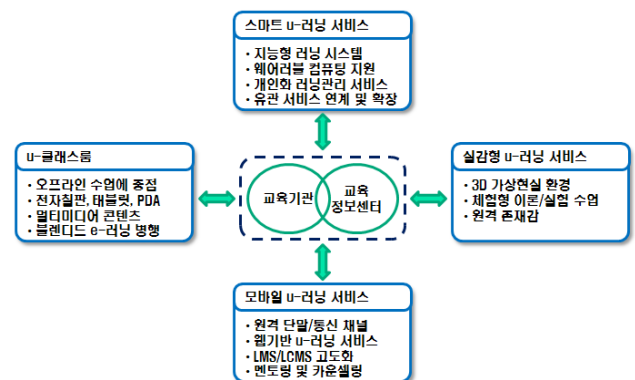 스마트 u-러닝 서비스
• 지능형 러닝 시스템
• 웨어러블 컴퓨팅 지원
• 개인화 러닝관리 서비스
• 유관 서비스 연계 및 확장
u-클래스룸
• 오프라인 수업에 중점
• 전자칠판, 태블릿, PDA
• 멀티미디어 콘텐츠
• 블렌디드 e-러닝 병행
교육기관
교육
정보센터
실감형 u-러닝 서비스
• 3D 가상현실 환경
• 체험형 이론/실험 수업
• 원격 존재감
모바일 u-러닝 서비스
• 원격 단말/통신 채널
• 웹기반 u-러닝 서비스
• LMS/LCMS 고도화
• 멘토링 및 카운셀링